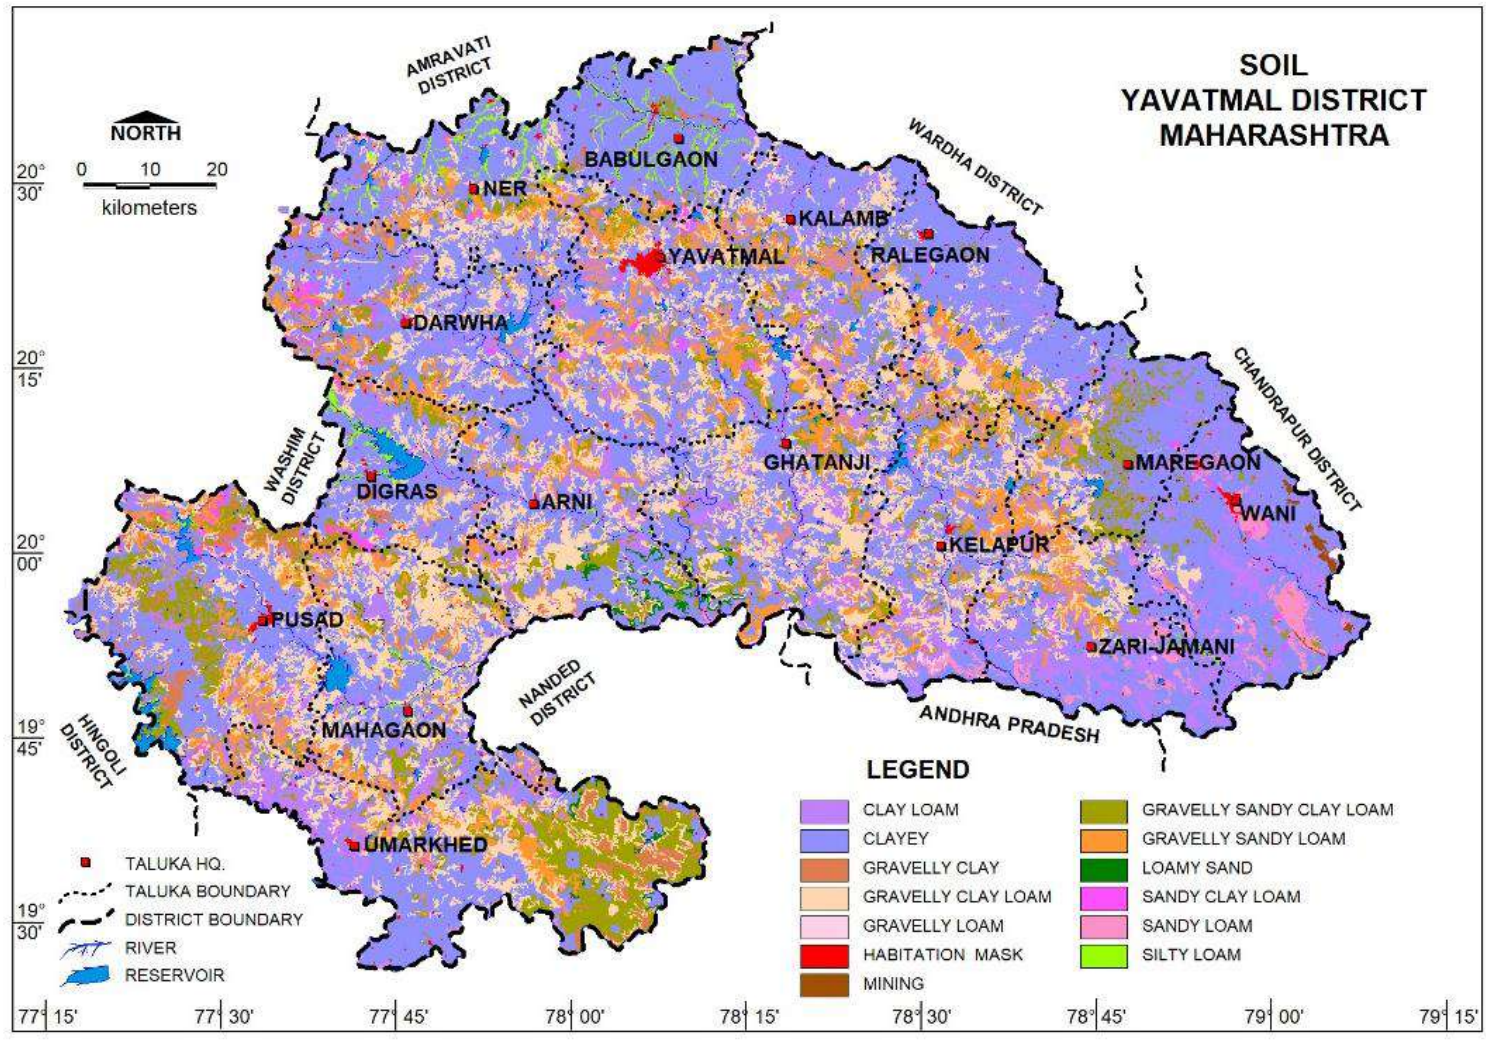 SOIL
YAVATMAL DISTRICT
MAHARASHTRA
AMRAVATI
DISTRICT
NORTH
0 10 20
kilometers
WARDHA DISTRICT
BABULGAON
20°
30'
NER
KALAMB
RALEGAON
YAVATMAL
DARWHA
20°
15'
CHANDRAPUR DISTRICT
WASHIM
DISTRICT
GHATANJI
MAREGAON
DIGRAS
ARNI
WANI
20°
00'
KELAPUR
PUSAD
ZARI-JAMANI
NANDED
DISTRICT
HINGOLI
DISTRICT
MAHAGAON
ANDHRA PRADESH
19°
45'
UMARKHED
19°
30'
LEGEND
CLAY LOAM
CLAYEY
GRAVELLY CLAY
GRAVELLY CLAY LOAM
GRAVELLY LOAM
HABITATION MASK
MINING
GRAVELLY SANDY CLAY LOAM
GRAVELLY SANDY LOAM
LOAMY SAND
SANDY CLAY LOAM
SANDY LOAM
SILTY LOAM
TALUKA HQ.
TALUKA BOUNDARY
DISTRICT BOUNDARY
RIVER
RESERVOIR
77° 15' 77° 30' 77° 45' 78° 00' 78° 15' 78° 30' 78° 45' 79° 00' 79° 15'